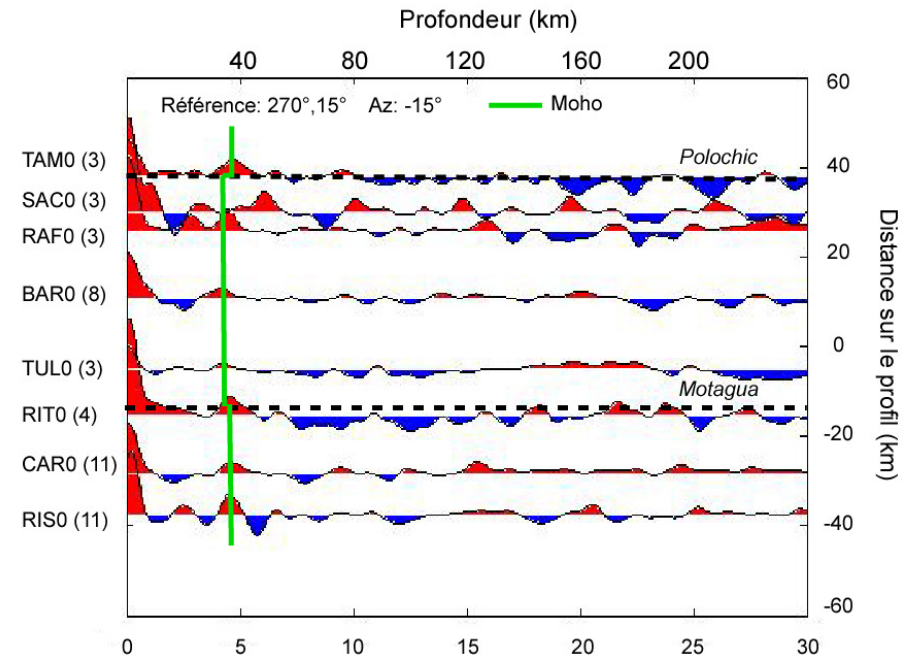 Profondeur (km)
40 80 120 160 200
Référence: 270°,15° Az: -15° Moho
60
TAM0 (3)
Polochic
40
SAC0 (3)
RAF0 (3)
20
BAR0 (8)
0
TUL0 (3)
Motagua
RIT0 (4)
-20
CAR0 (11)
RIS0 (11)
-40
-60
Distance sur le profil (km)
0 5 10 15 20 25 30